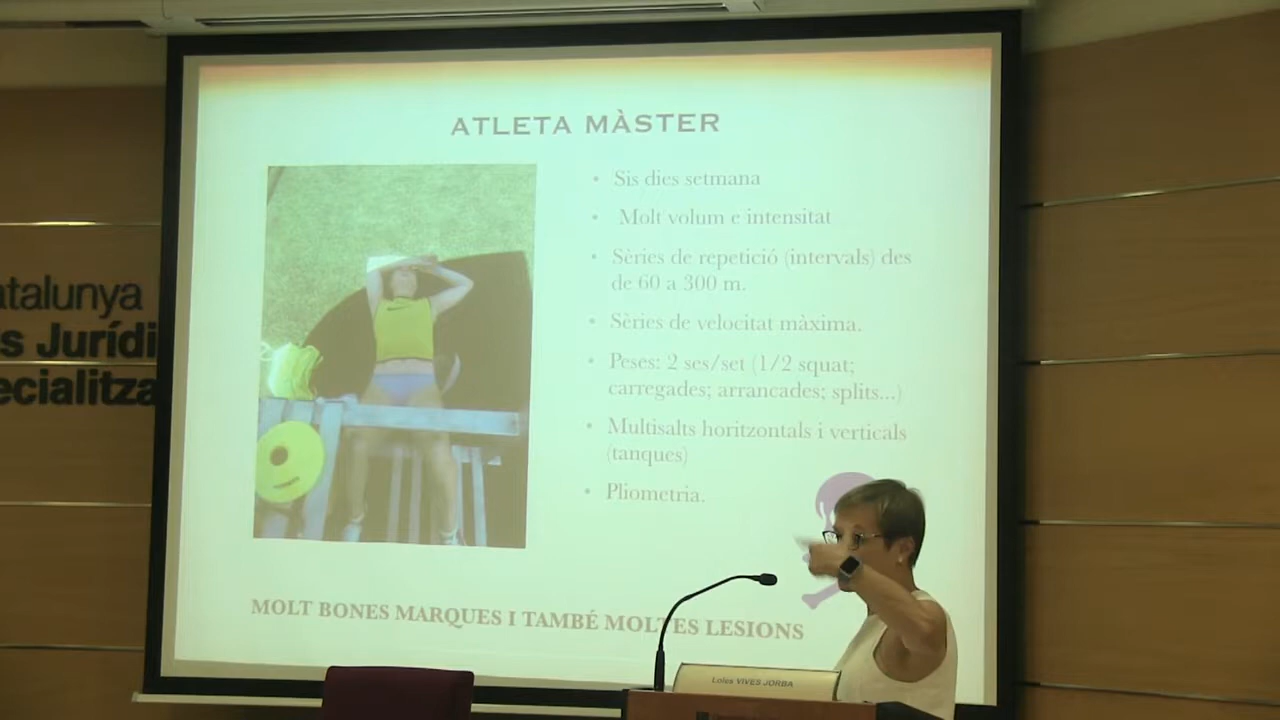 ATLETA MÀSTER
• Sis dies setmana
• Molt volum e intensitat
• Sèries de repetició (intervals) des
de 60 a 300 m.
• Sèries de velocitat màxima.
• Peses: 2 ses/set (1/2 squat;
carregades; arrancades; splits...)
• Multisalts horitzontals i verticals
(tanques)
• Pliometria.
MOLT BONES MARQUES I TAMBÉ MOLTES LESIONS
atalunya
s Jurídi
ecialitza
Loles VIVES JORBA